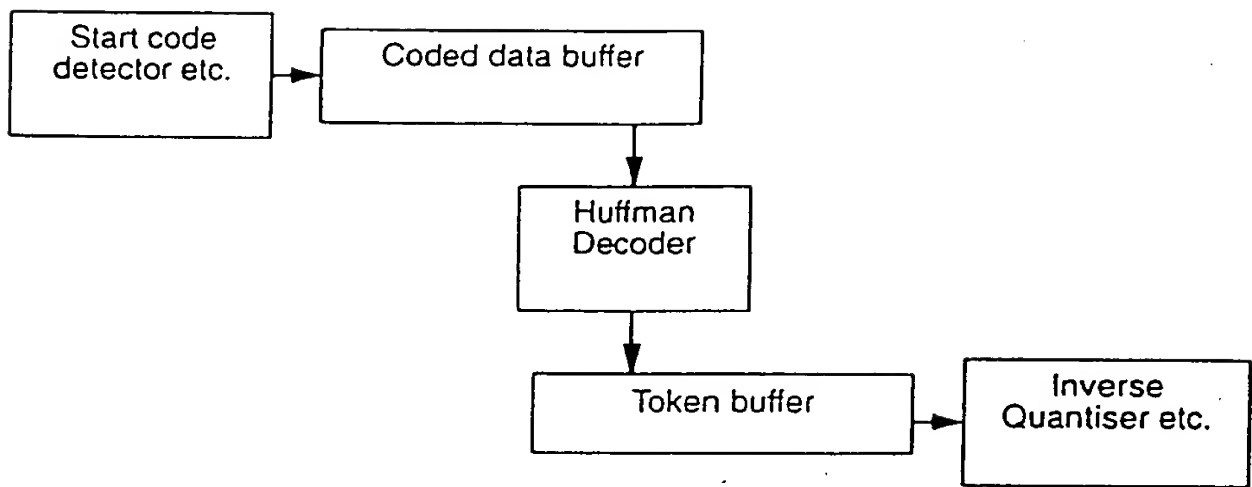 Start code
detector etc.
Coded data buffer
Huffman
Decoder
Token buffer
Inverse
Quantiser etc.